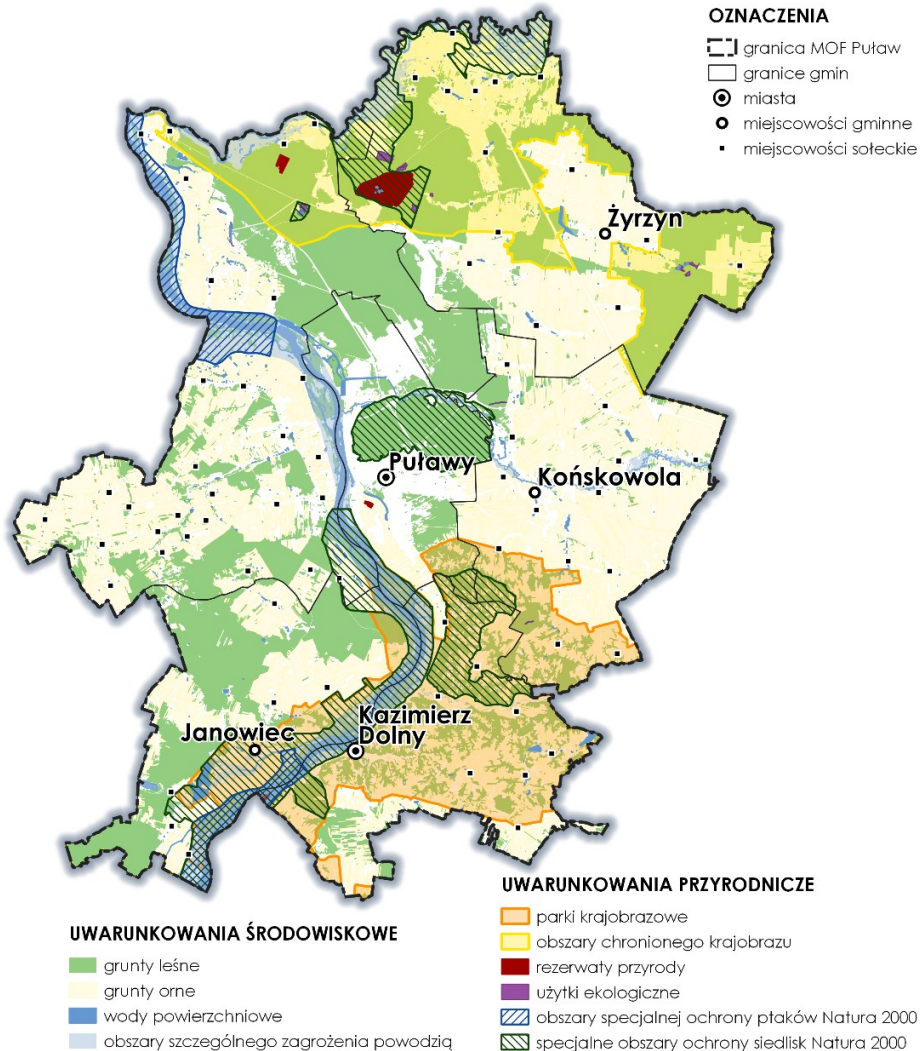 OZNACZENIA
granica MOF Puław
granice gmin
miasta
miejscowości gminne
miejscowości sołeckie
Żyrzyn
Puławy
Końskowola
Janowiec
Kazimierz
Dolny
UWARUNKOWANIA ŚRODOWISKOWE
grunty leśne
grunty orne
wody powierzchniowe
obszary szczególnego zagrożenia powodzią
UWARUNKOWANIA PRZYRODNICZE
parki krajobrazowe
obszary chronionego krajobrazu
rezerwaty przyrody
użytki ekologiczne
obszary specjalnej ochrony ptaków Natura 2000
specjalne obszary ochrony siedlisk Natura 2000